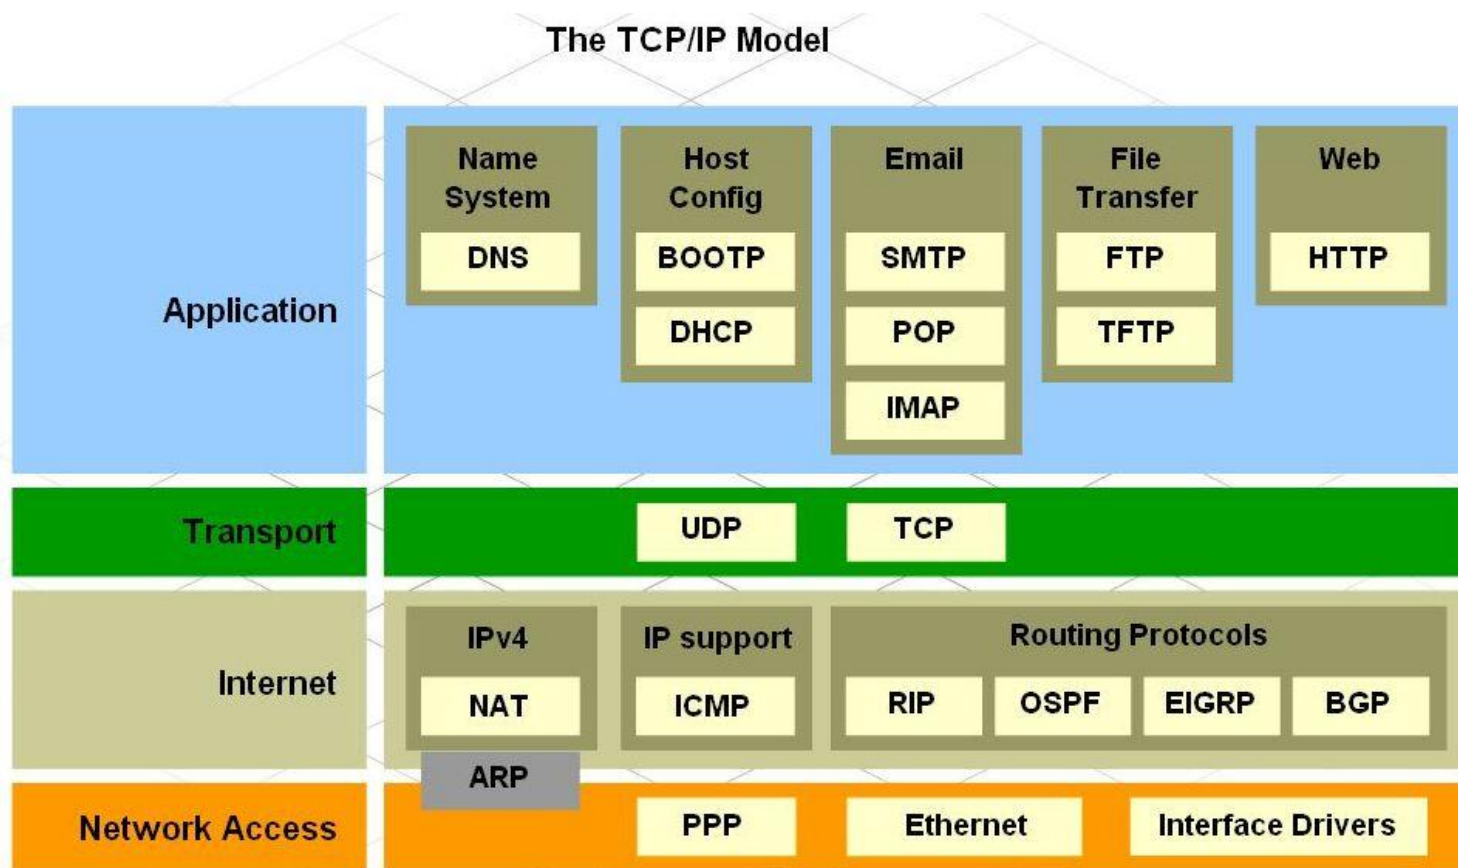 The TCP/IP Model
Application
Name
System
DNS
Host
Config
BOOTP
DHCP
Email
SMTP
POP
IMAP
File
Transfer
FTP
TFTP
Web
HTTP
Transport
UDP
TCP
Internet
IPv4
NAT
ARP
IP support
ICMP
Routing Protocols
RIP
OSPF
EIGRP
BGP
Network Access
PPP
Ethernet
Interface Drivers